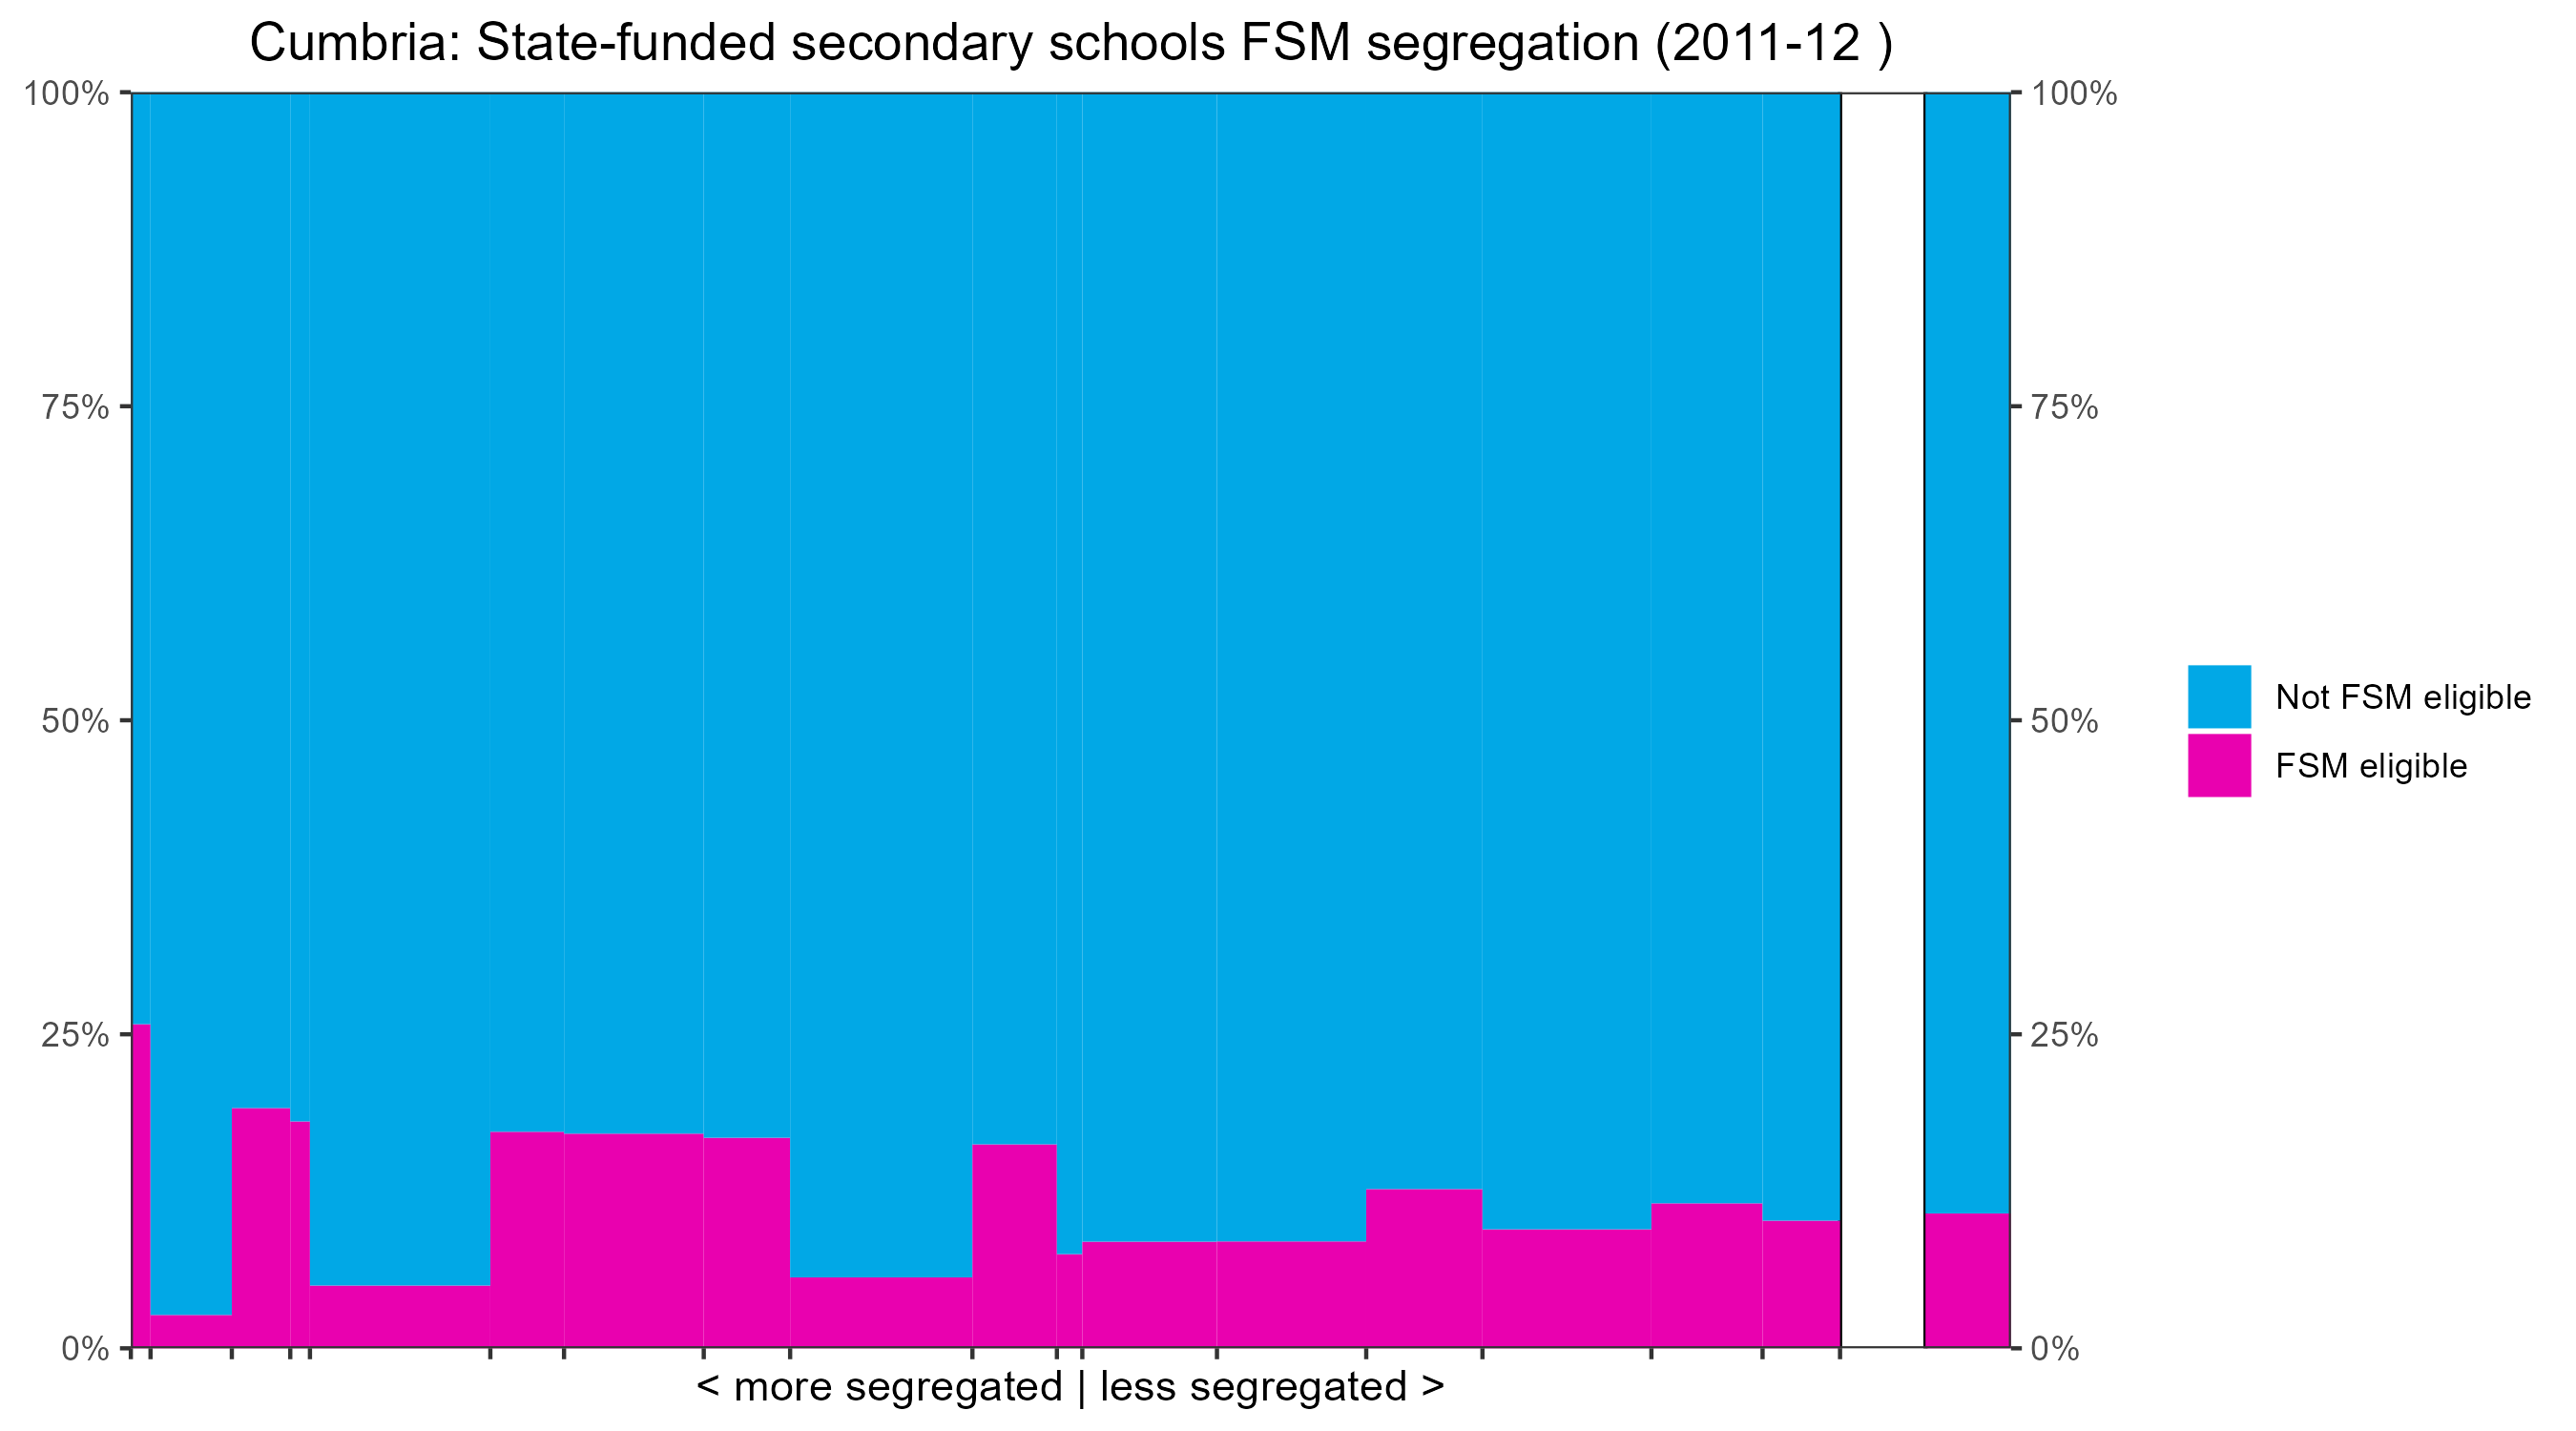 Cumbria: State-funded secondary schools FSM segregation (2011-12 )
100%
75%
50%
25%
0%
100%
75%
50%
25%
0%
< more segregated | less segregated >
Not FSM eligible
FSM eligible